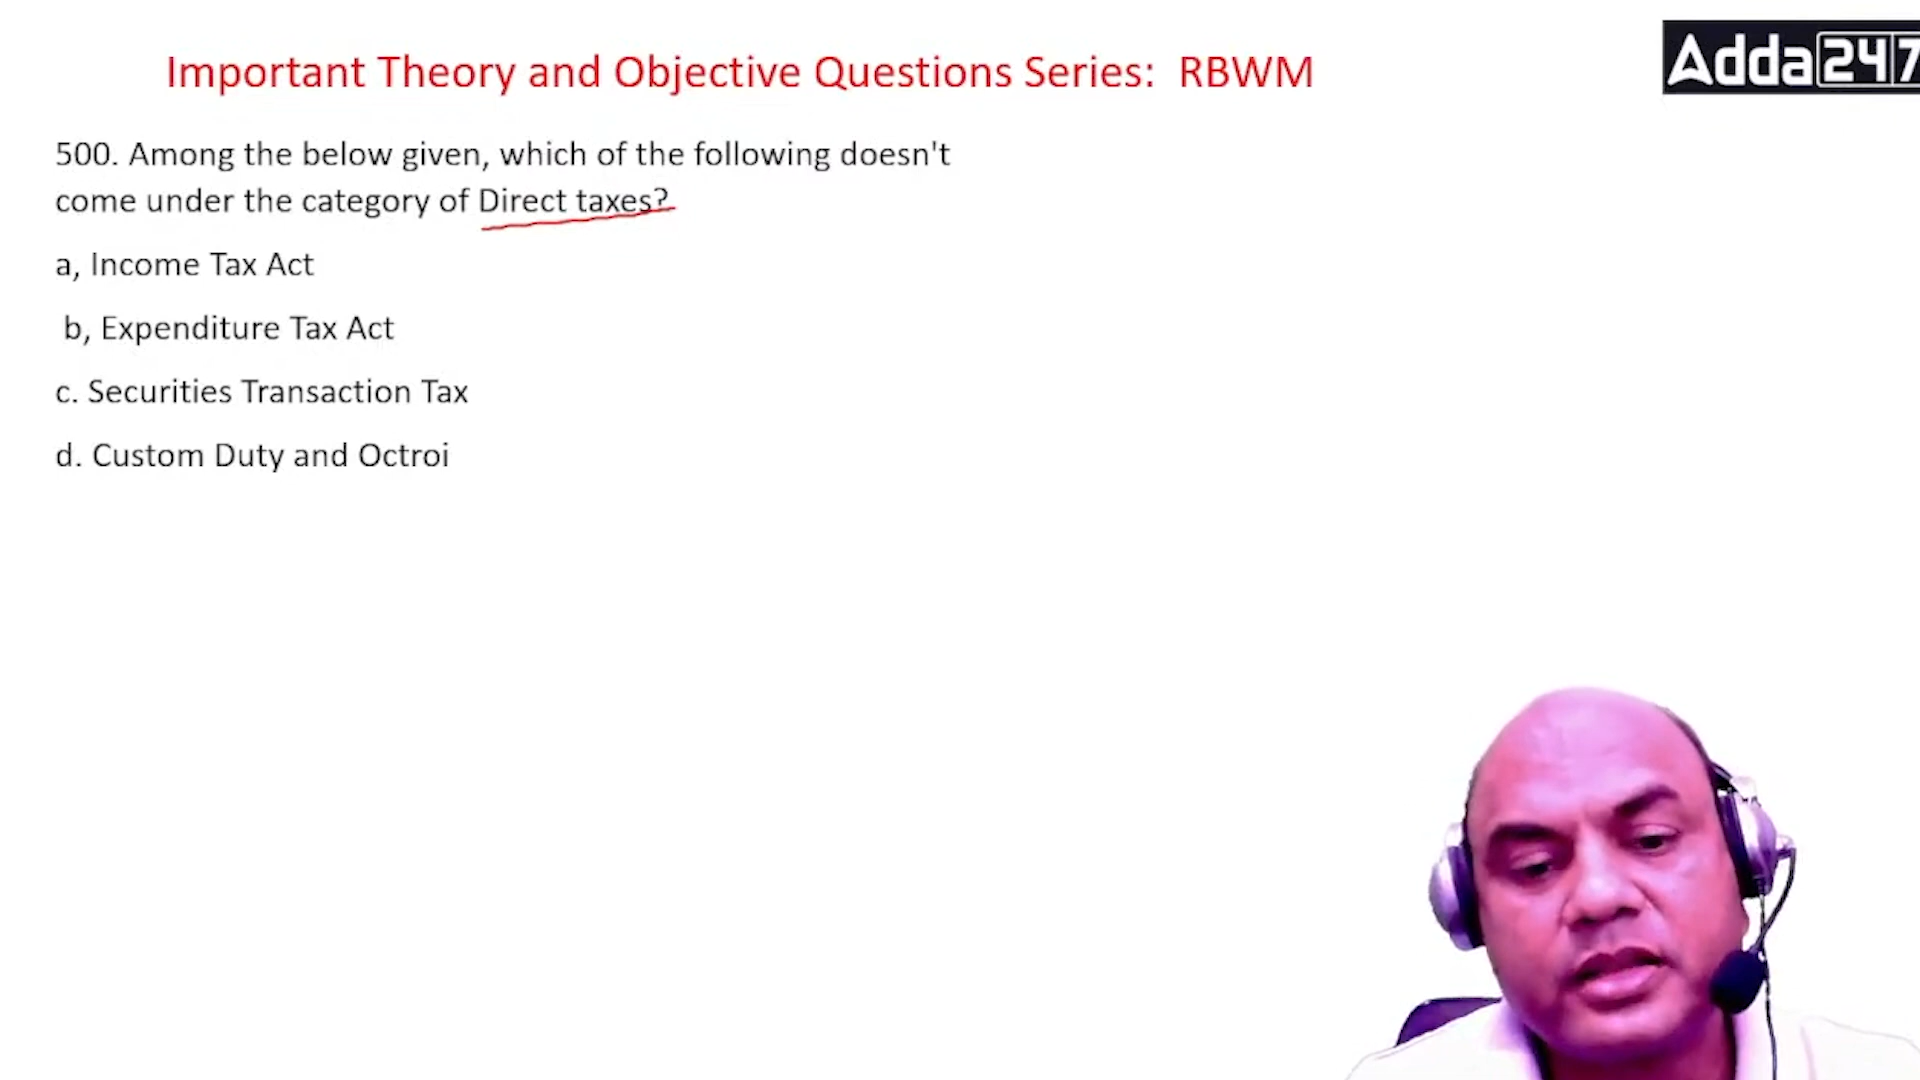 Important Theory and Objective Questions Series: RBWM
Adda247
500. Among the below given, which of the following doesn't
come under the category of Direct taxes?
a, Income Tax Act
b, Expenditure Tax Act
c. Securities Transaction Tax
d. Custom Duty and Octroi